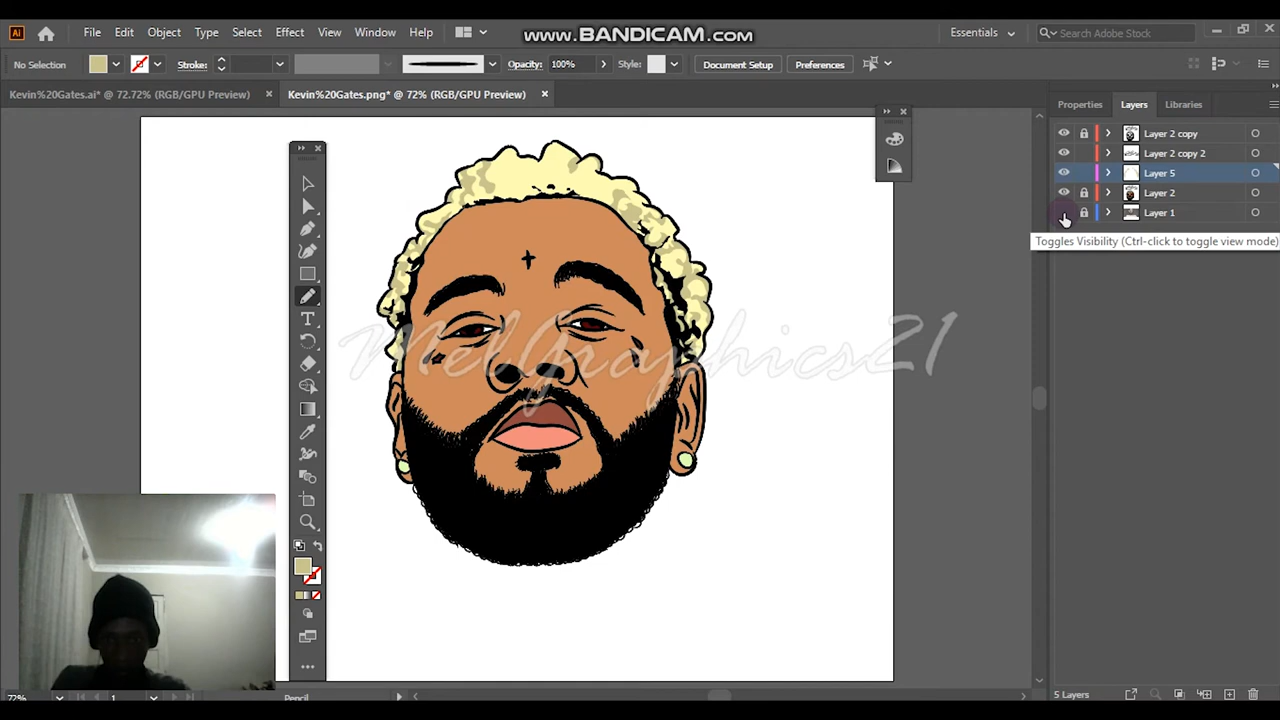 www.BANDICAM.com
Ai File Edit Object Type Select Effect View Window Help Essentials Search Adobe Stock
No Selection Stroke: Opacity: 100% Style: Document Setup Preferences
Kevin%20Gates.ai* @ 72.72% (RGB/GPU Preview) × Kevin%20Gates.png* @ 72% (RGB/GPU Preview) ×
Properties Layers Libraries
Layer 2 copy
Layer 2 copy 2
Layer 5
Layer 2
Layer 1
Toggles Visibility (Ctrl-click to toggle view mode)
MelGraphics21
72% 1 Pencil 5 Layers